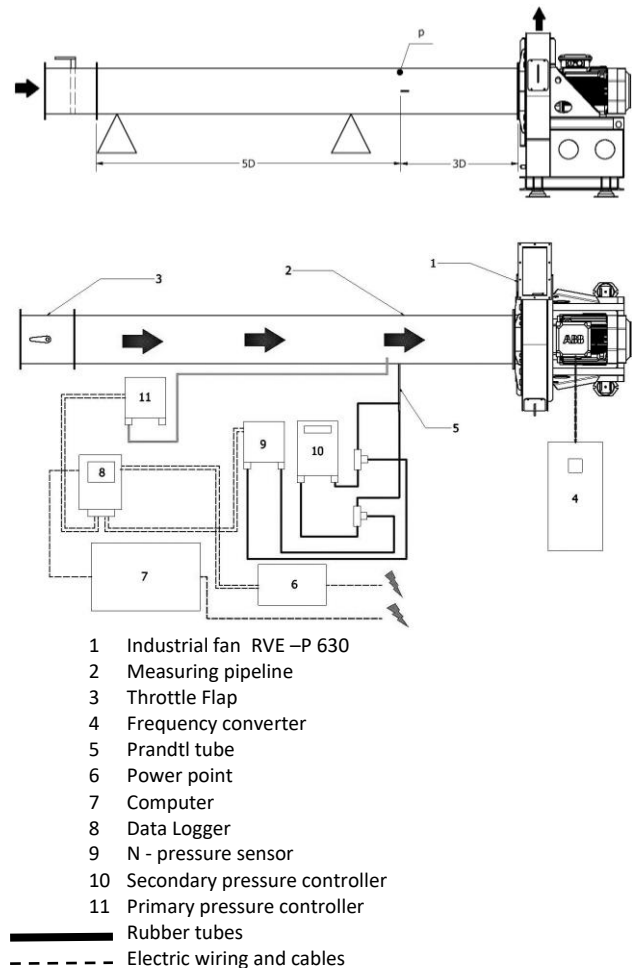 p
5D
3D
3
2
1
ABB
11
9
10
5
8
4
7
6
1 Industrial fan RVE –P 630
2 Measuring pipeline
3 Throttle Flap
4 Frequency converter
5 Prandtl tube
6 Power point
7 Computer
8 Data Logger
9 N - pressure sensor
10 Secondary pressure controller
11 Primary pressure controller
Rubber tubes
Electric wiring and cables